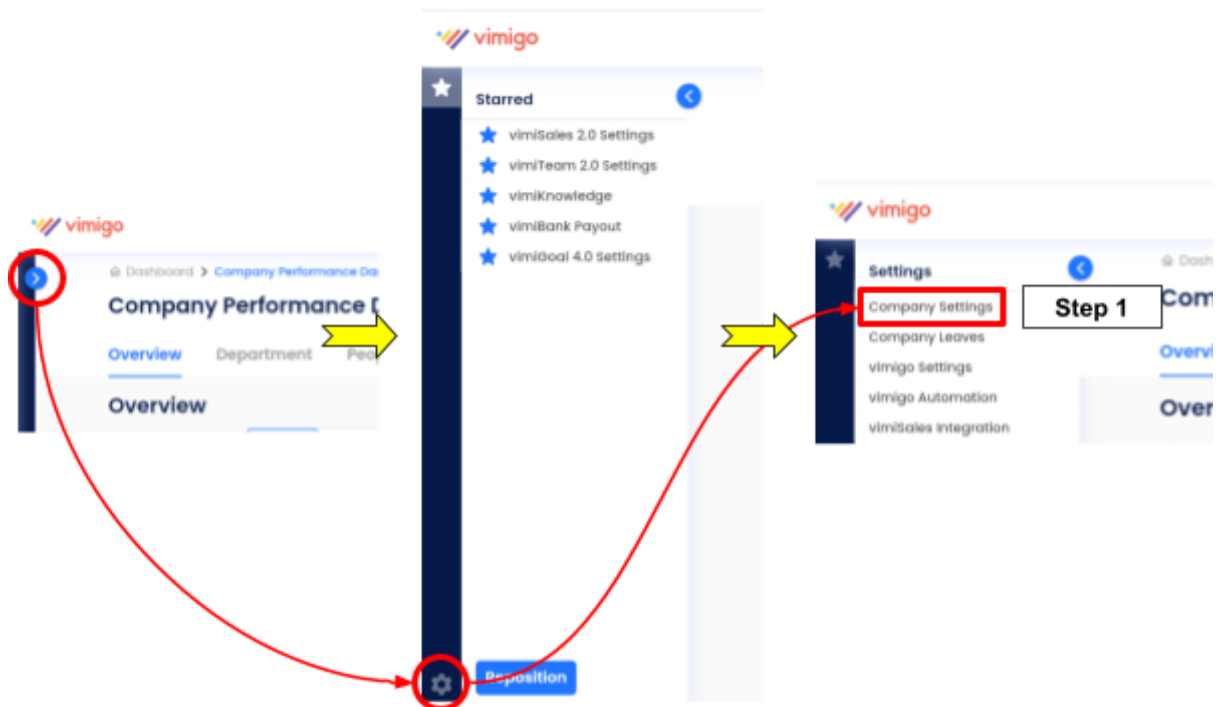 vimigo
Dashboard > Company Performance Da
Company Performance D
Overview Department Peo
Overview
vimigo
Starred
vimiSales 2.0 Settings
vimiTeam 2.0 Settings
vimiKnowledge
vimiBank Payout
vimiGoal 4.0 Settings
Reposition
vimigo
Settings
Company Settings
Company Leaves
vimigo Settings
vimigo Automation
vimiSales Integration
Step 1
Dash
Com
Overvi
Over